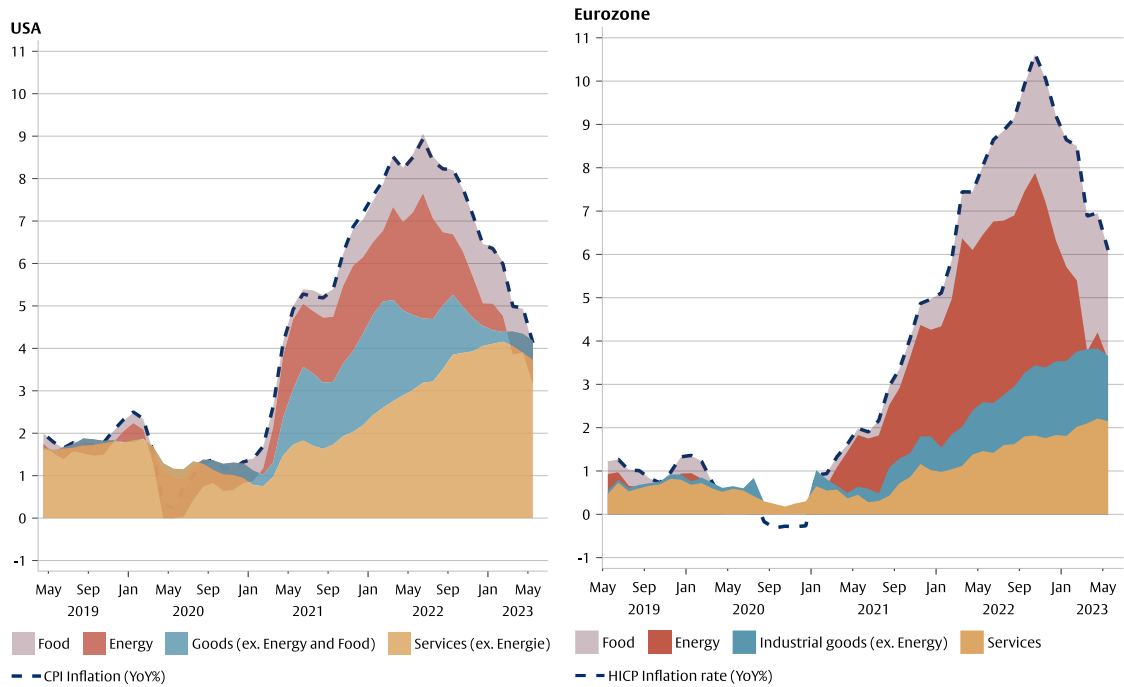 USA
11
10
9
8
7
6
5
4
3
2
1
0
-1
May Sep Jan May Sep Jan May Sep Jan May Sep Jan May
2019 2020 2021 2022 2023
Food Energy Goods (ex. Energy and Food) Services (ex. Energie)
CPI Inflation (YoY%)
Eurozone
11
10
9
8
7
6
5
4
3
2
1
0
-1
May Sep Jan May Sep Jan May Sep Jan May Sep Jan May
2019 2020 2021 2022 2023
Food Energy Industrial goods (ex. Energy) Services
HICP Inflation rate (YoY%)